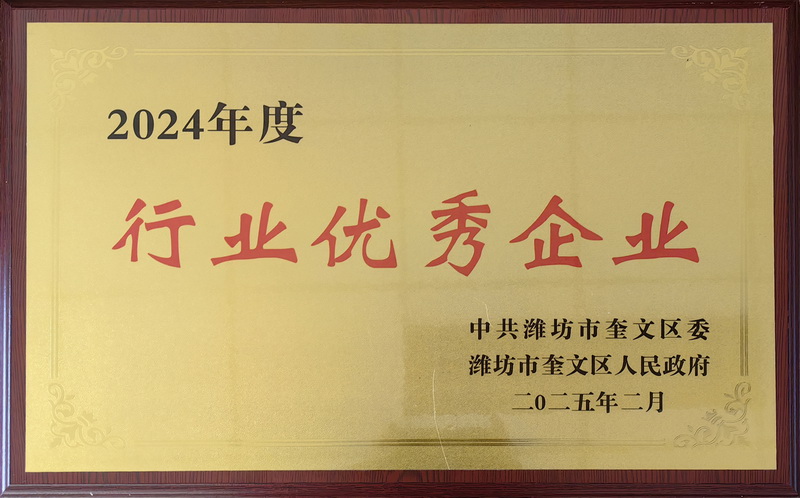 2024年度
行业优秀企业
中共潍坊市奎文区委
潍坊市奎文区人民政府
二0二五年二月